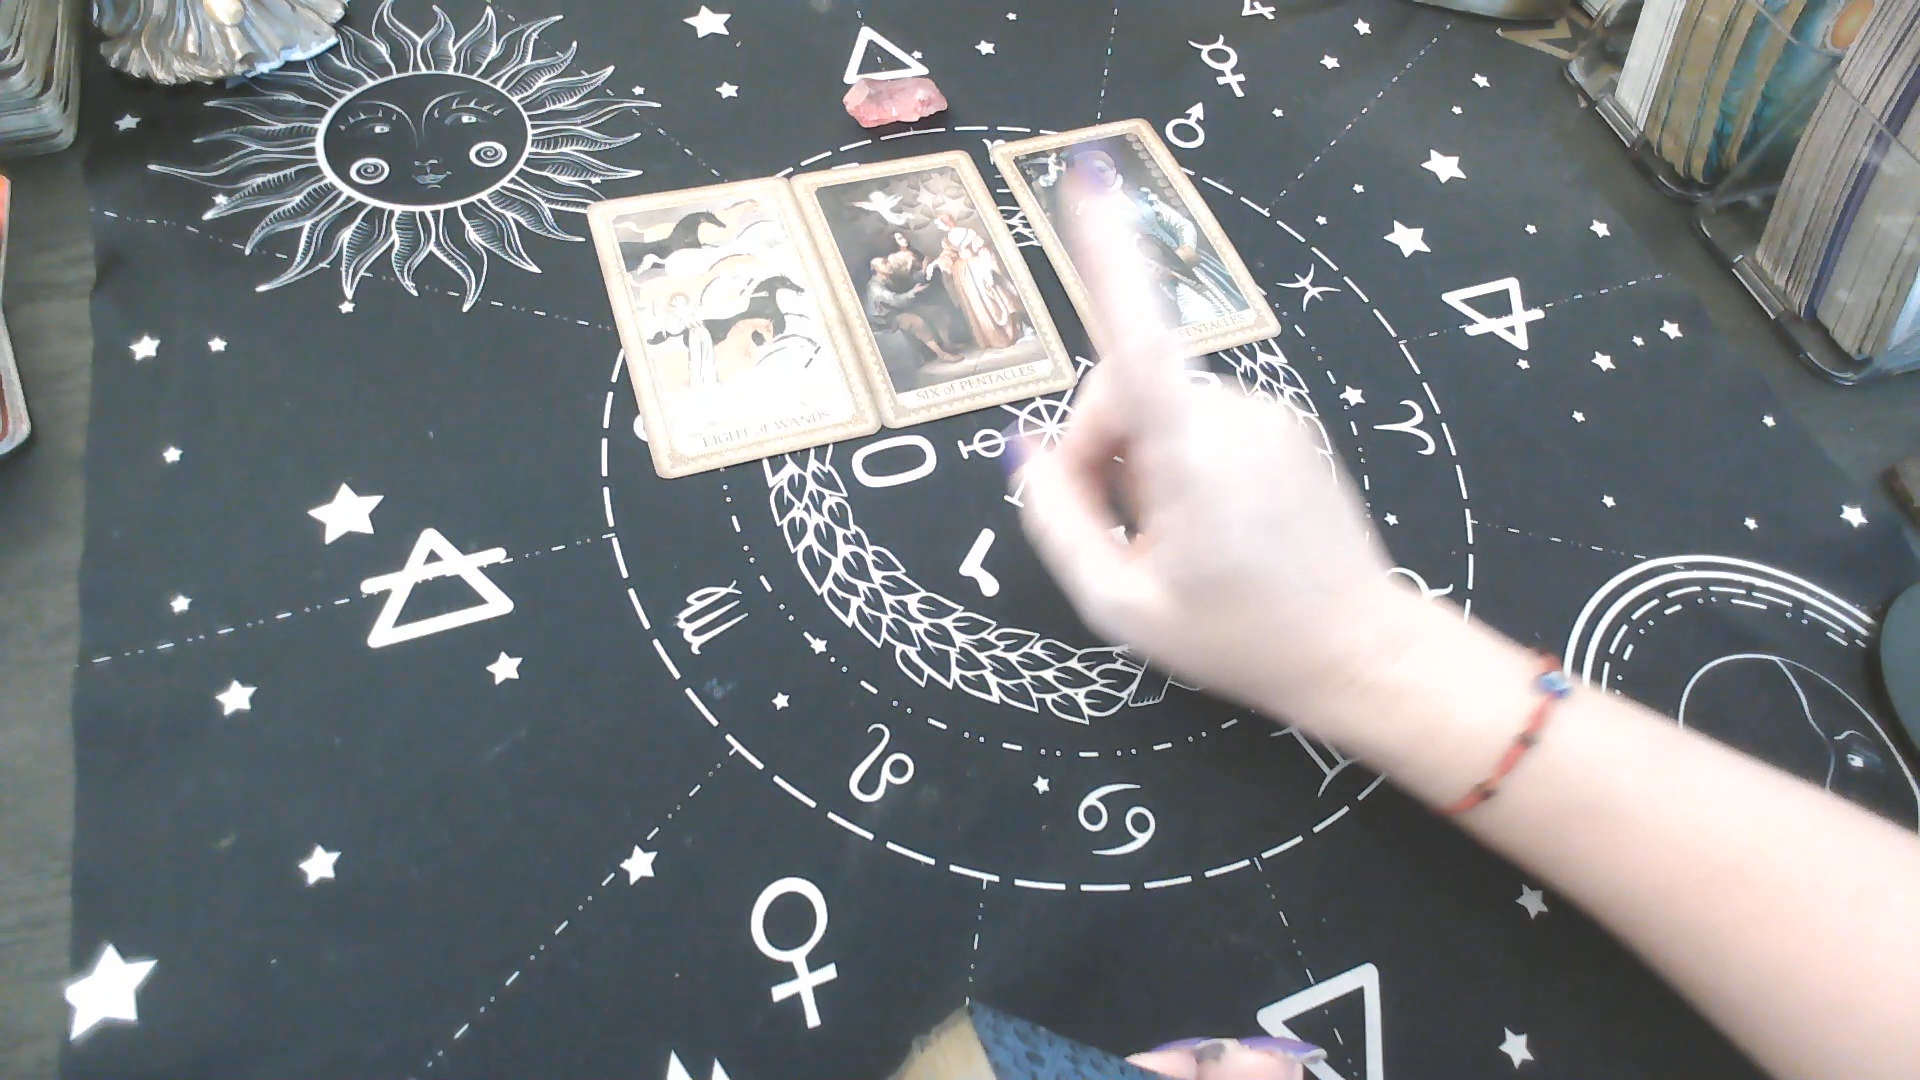 EIGHT of WANDS
SIX of PENTACLES
PENTACLES